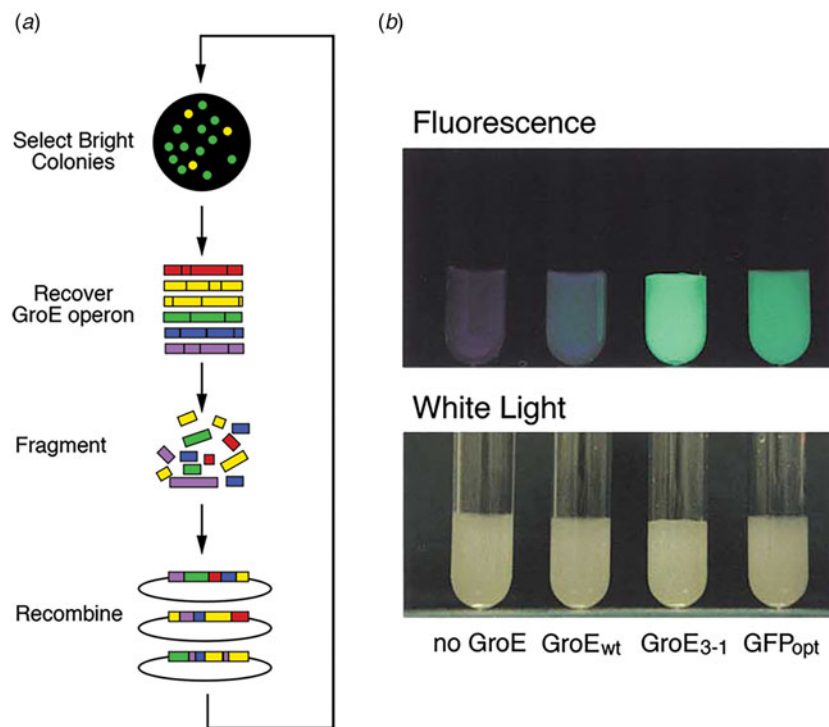 (a)
Select Bright
Colonies
Recover
GroE operon
Fragment
Recombine
(b)
Fluorescence
White Light
no GroE GroEwt GroE3-1 GFPopt